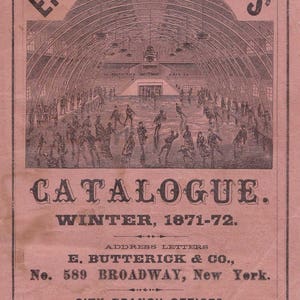 CATALOGUE.
WINTER, 1871-72.
ADDRESS LETTERS
E. BUTTERICK & CO.,
No. 589 BROADWAY, New York.